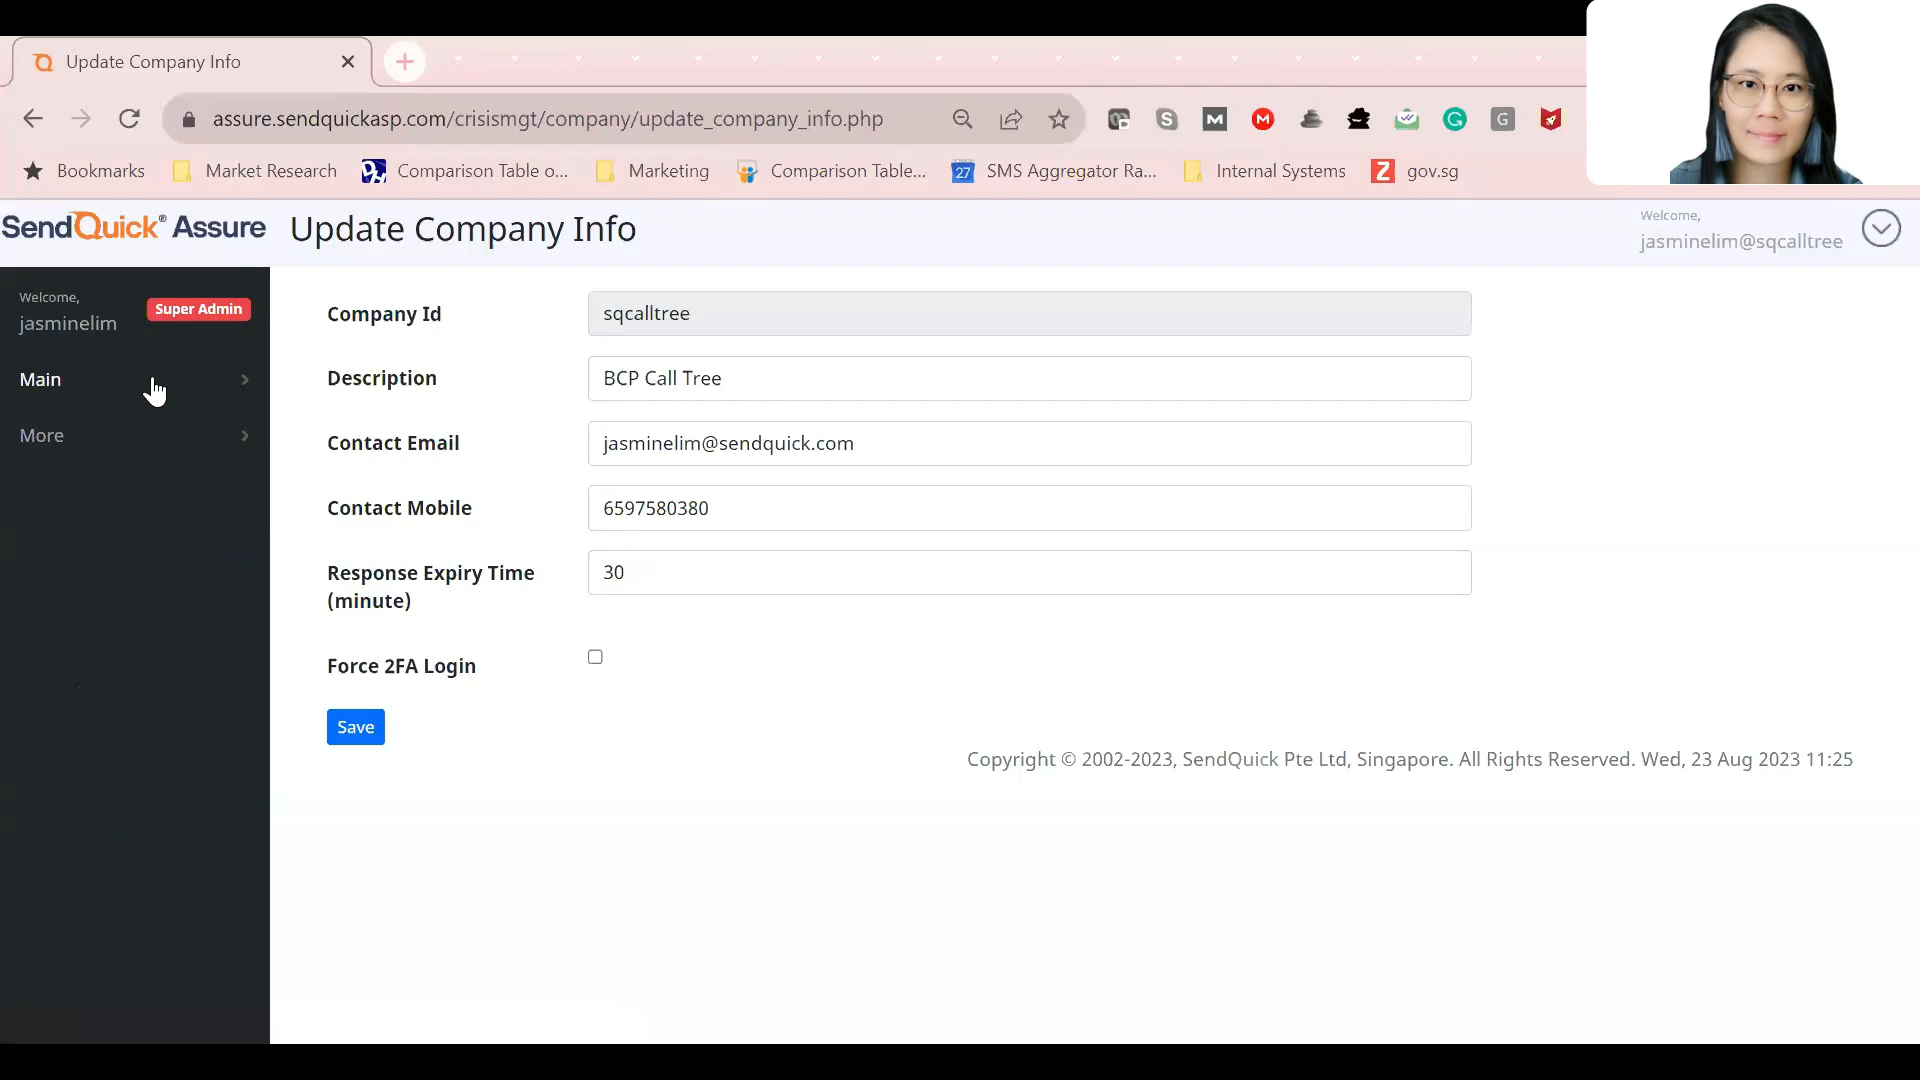 Update Company Info
assure.sendquickasp.com/crisismgt/company/update_company_info.php
Bookmarks Market Research Comparison Table o... Marketing Comparison Table... 27 SMS Aggregator Ra... Internal Systems Z gov.sg
SendQuick® Assure Update Company Info
Welcome,
jasminelim@sqcalltree
Welcome,
jasminelim
Super Admin
Main
More
Company Id sqcalltree
Description BCP Call Tree
Contact Email jasminelim@sendquick.com
Contact Mobile 6597580380
Response Expiry Time 30
(minute)
Force 2FA Login
Save
Copyright © 2002-2023, SendQuick Pte Ltd, Singapore. All Rights Reserved. Wed, 23 Aug 2023 11:25